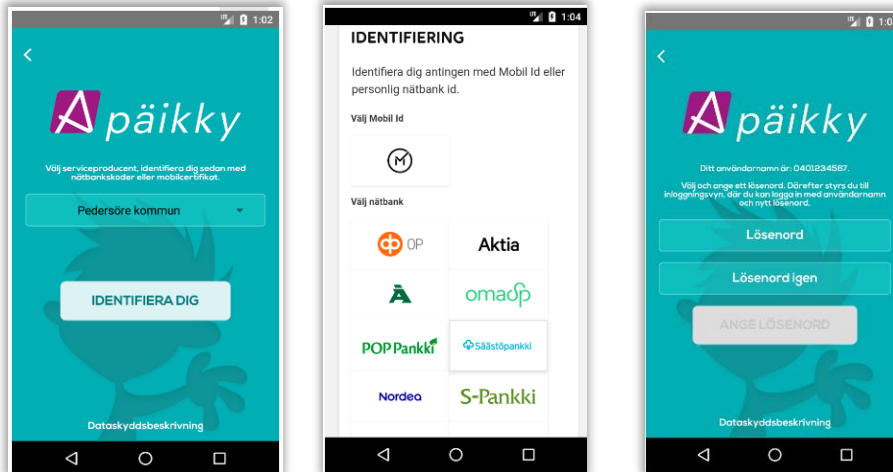 1:02
Apäikky
Välj serviceproducent, identifiera dig sedan med
nätbankskoder eller mobilcertifikat.
Pedersöre kommun
IDENTIFIERA DIG
Dataskyddsbeskrivning
1:04
IDENTIFIERING
Identifiera dig antingen med Mobil Id eller
personlig nätbank id.
Välj Mobil Id
Välj nätbank
OP
Aktia
omasp
POP Pankki
Säästöpankki
Nordea
S-Pankki
Apäikky
Ditt användarnamn är: 0401234567.
Välj och ange ett lösenord. Därefter styrs du till
inloggningsvyn, där du kan logga in med användarnamn
och nytt lösenord.
Lösenord
Lösenord igen
ANGE LÖSENORD
Dataskyddsbeskrivning